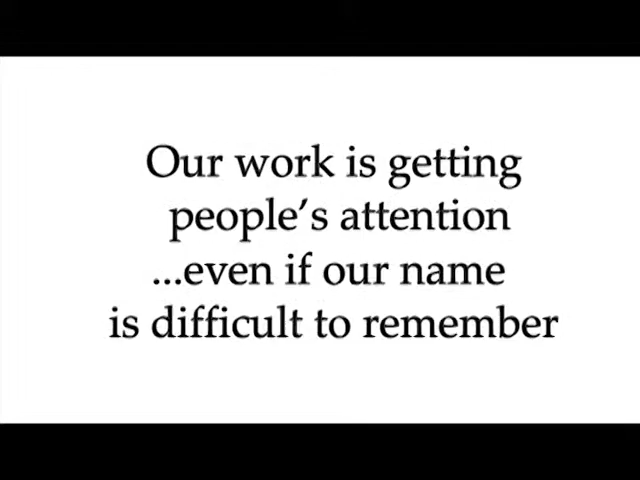 Our work is getting
people’s attention
...even if our name
is difficult to remember